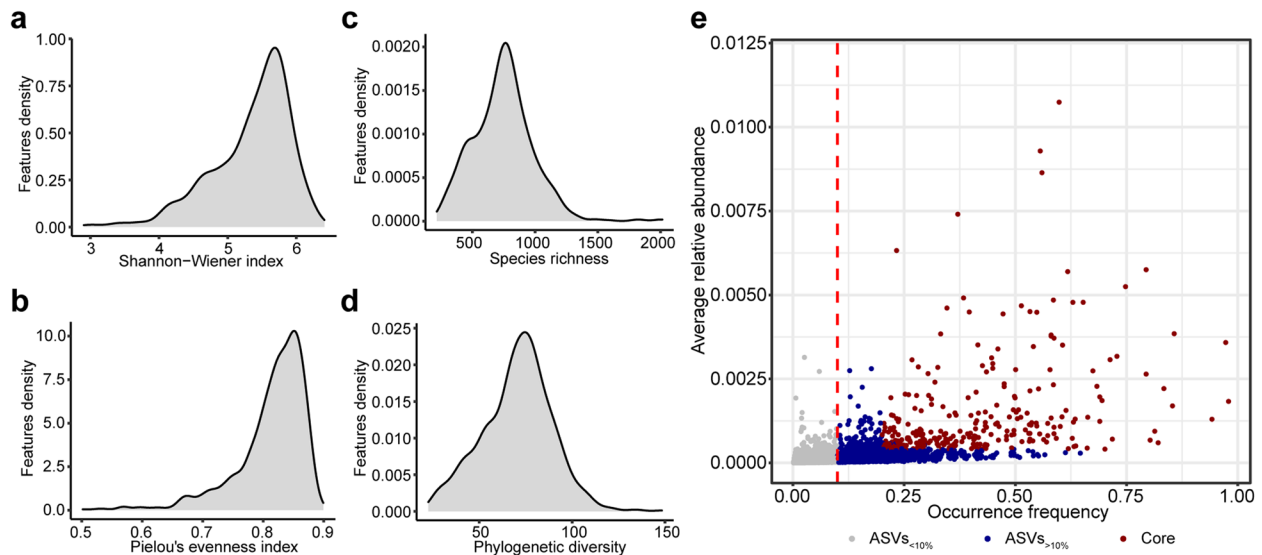 a
1.00
0.75
0.50
0.25
0.00
Features density
3 4 5 6
Shannon−Wiener index
b
10.0
7.5
5.0
2.5
0.0
Features density
0.5 0.6 0.7 0.8 0.9
Pielou's evenness index
c
0.0020
0.0015
0.0010
0.0005
0.0000
Features density
500 1000 1500 2000
Species richness
d
0.025
0.020
0.015
0.010
0.005
0.000
Features density
50 100 150
Phylogenetic diversity
e
0.0125
0.0100
0.0075
0.0050
0.0025
0.0000
Average relative abundance
0.00 0.25 0.50 0.75 1.00
Occurrence frequency
ASVs<10% ASVs>10% Core